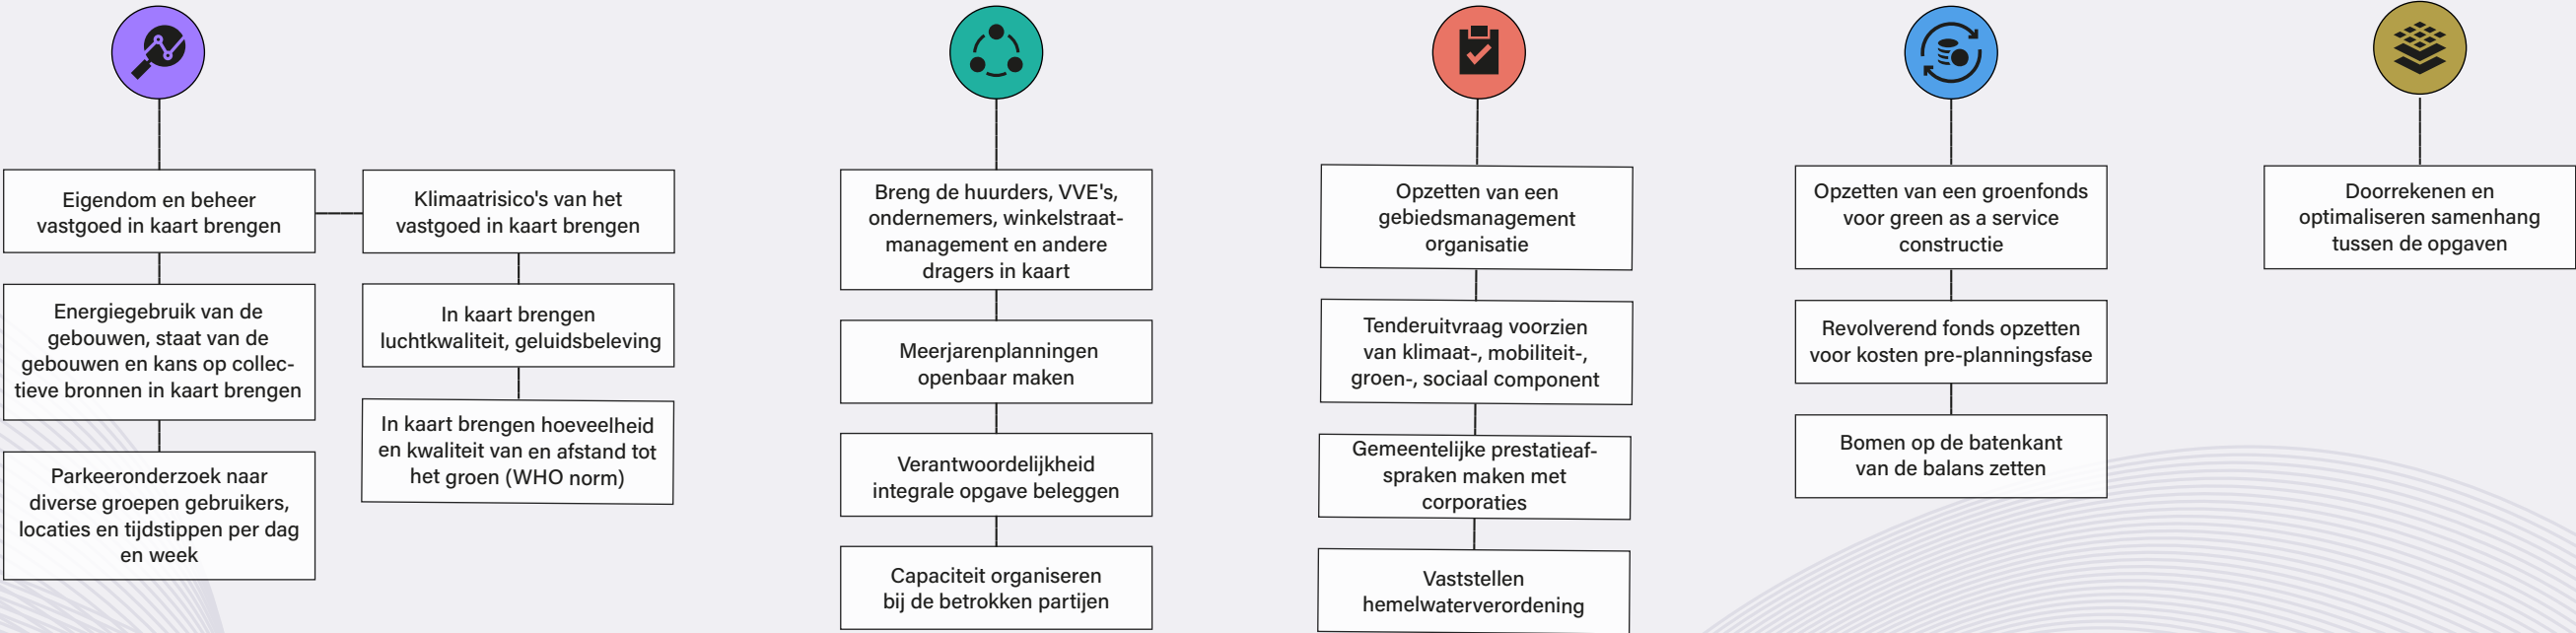 Eigendom en beheer
vastgoed in kaart brengen
Energiegebruik van de
gebouwen, staat van de
gebouwen en kans op collec-
tieve bronnen in kaart brengen
Parkeeronderzoek naar
diverse groepen gebruikers,
locaties en tijdstippen per dag
en week
Klimaatrisico's van het
vastgoed in kaart brengen
In kaart brengen
luchtkwaliteit, geluidsbeleving
In kaart brengen hoeveelheid
en kwaliteit van en afstand tot
het groen (WHO norm)
Breng de huurders, VVE's,
ondernemers, winkelstraat-
management en andere
dragers in kaart
Meerjarenplanningen
openbaar maken
Verantwoordelijkheid
integrale opgave beleggen
Capaciteit organiseren
bij de betrokken partijen
Opzetten van een
gebiedsmanagement
organisatie
Tenderuitvraag voorzien
van klimaat-, mobiliteit-,
groen-, sociaal component
Gemeentelijke prestatieaf-
spraken maken met
corporaties
Vaststellen
hemelwaterverordening
Opzetten van een groenfonds
voor green as a service
constructie
Revolverend fonds opzetten
voor kosten pre-planningsfase
Bomen op de batenkant
van de balans zetten
Doorrekenen en
optimaliseren samenhang
tussen de opgaven